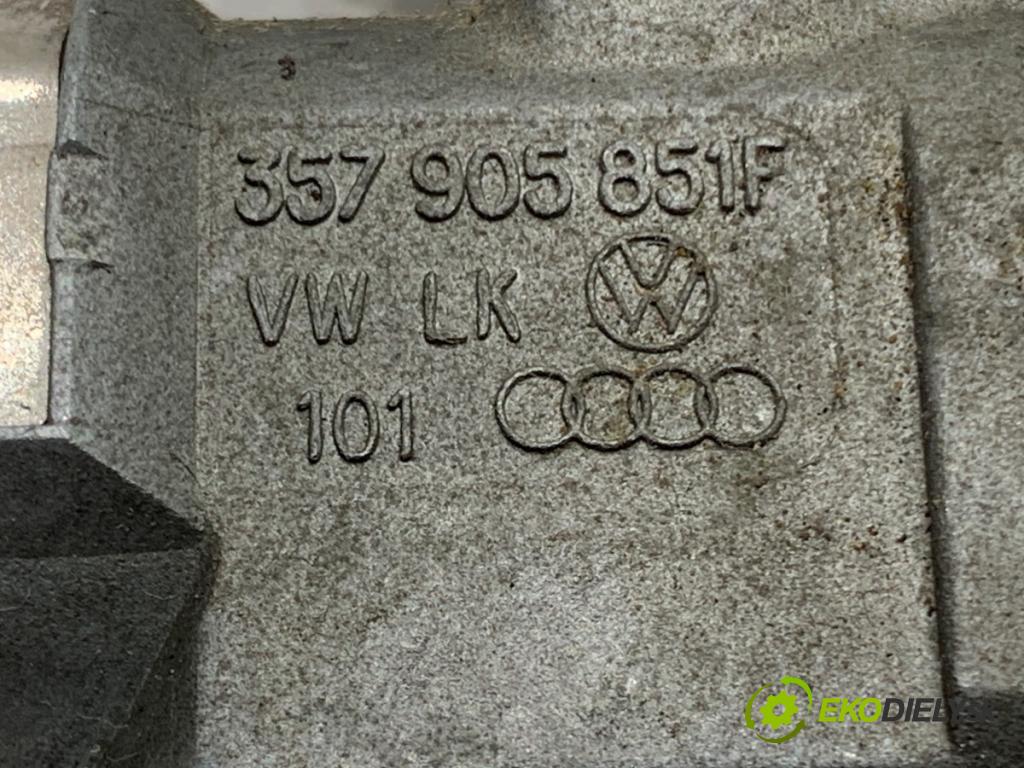 357 905 851F
VW LK
101
EKODIELY